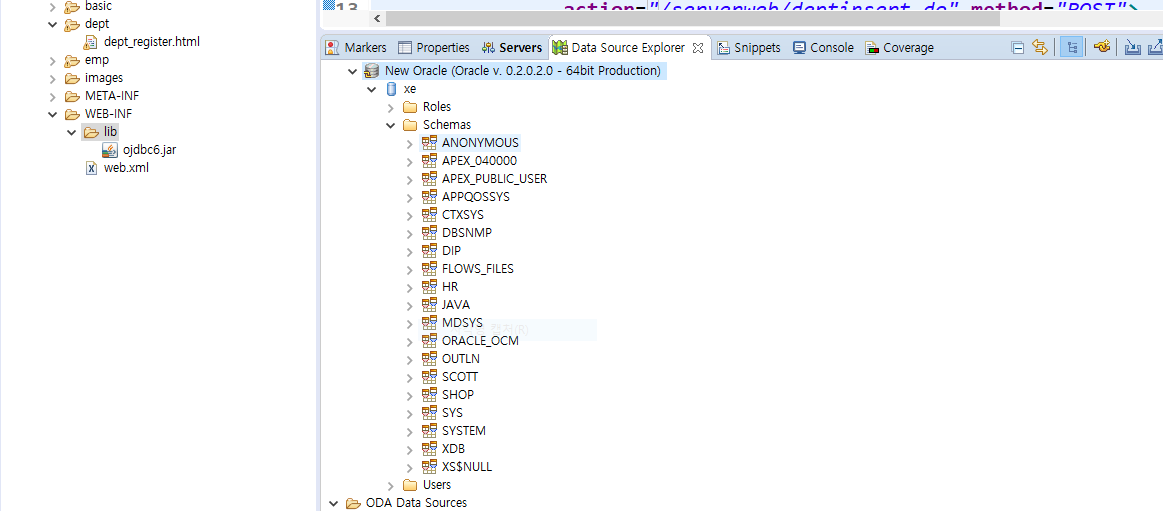 basic
dept
dept_register.html
emp
images
META-INF
WEB-INF
lib
ojdbc6.jar
web.xml
13 action="/serverweb/deptinsert.do" method="POST">
Markers Properties Servers Data Source Explorer Snippets Console Coverage
New Oracle (Oracle v. 0.2.0.2.0 - 64bit Production)
xe
Roles
Schemas
ANONYMOUS
APEX_040000
APEX_PUBLIC_USER
APPQOSSYS
CTXSYS
DBSNMP
DIP
FLOWS_FILES
HR
JAVA
MDSYS
캡처(R)
ORACLE_OCM
OUTLN
SCOTT
SHOP
SYS
SYSTEM
XDB
XS$NULL
Users
ODA Data Sources